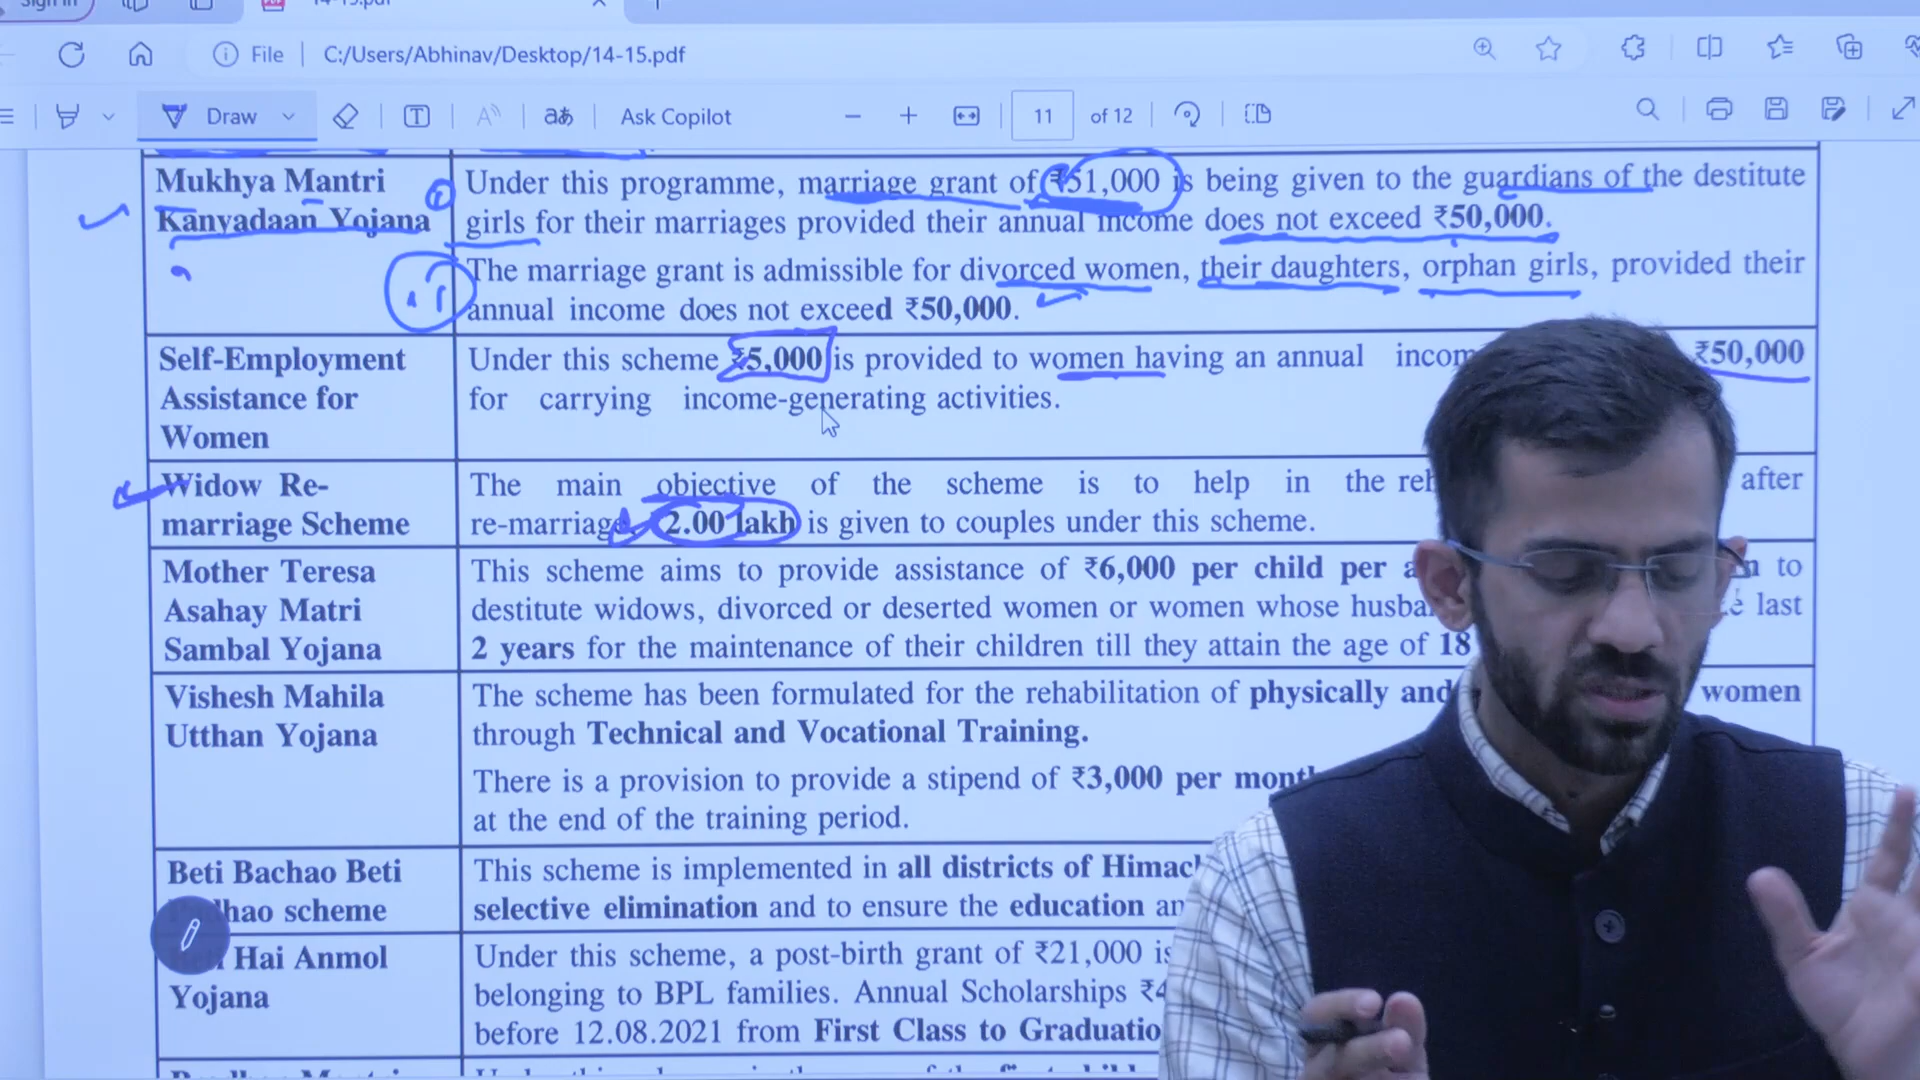 Sign in
14-15.pdf
File
C:/Users/Abhinav/Desktop/14-15.pdf
Draw
Ask Copilot
11
of 12
Mukhya Mantri
Kanyadaan Yojana
Under this programme, marriage grant of ₹51,000 is being given to the guardians of the destitute
girls for their marriages provided their annual income does not exceed ₹50,000.
The marriage grant is admissible for divorced women, their daughters, orphan girls, provided their
annual income does not exceed ₹50,000.
Self-Employment
Assistance for
Women
Under this scheme ₹5,000 is provided to women having an annual ₹50,000
for carrying income-generating activities.
Widow Re-
marriage Scheme
The main objective of the scheme is to help in the after
re-marriage 2.00 lakh is given to couples under this scheme.
Mother Teresa
Asahay Matri
Sambal Yojana
This scheme aims to provide assistance of ₹6,000 per child per to
destitute widows, divorced or deserted women or women whose last
2 years for the maintenance of their children till they attain the age of 18
Vishesh Mahila
Utthan Yojana
The scheme has been formulated for the rehabilitation of physically and women
through Technical and Vocational Training.
There is a provision to provide a stipend of ₹3,000 per month
at the end of the training period.
Beti Bachao Beti
hao scheme
This scheme is implemented in all districts of
selective elimination and to ensure the education
Hai Anmol
Yojana
Under this scheme, a post-birth grant of ₹21,000
belonging to BPL families. Annual Scholarships
before 12.08.2021 from First Class to